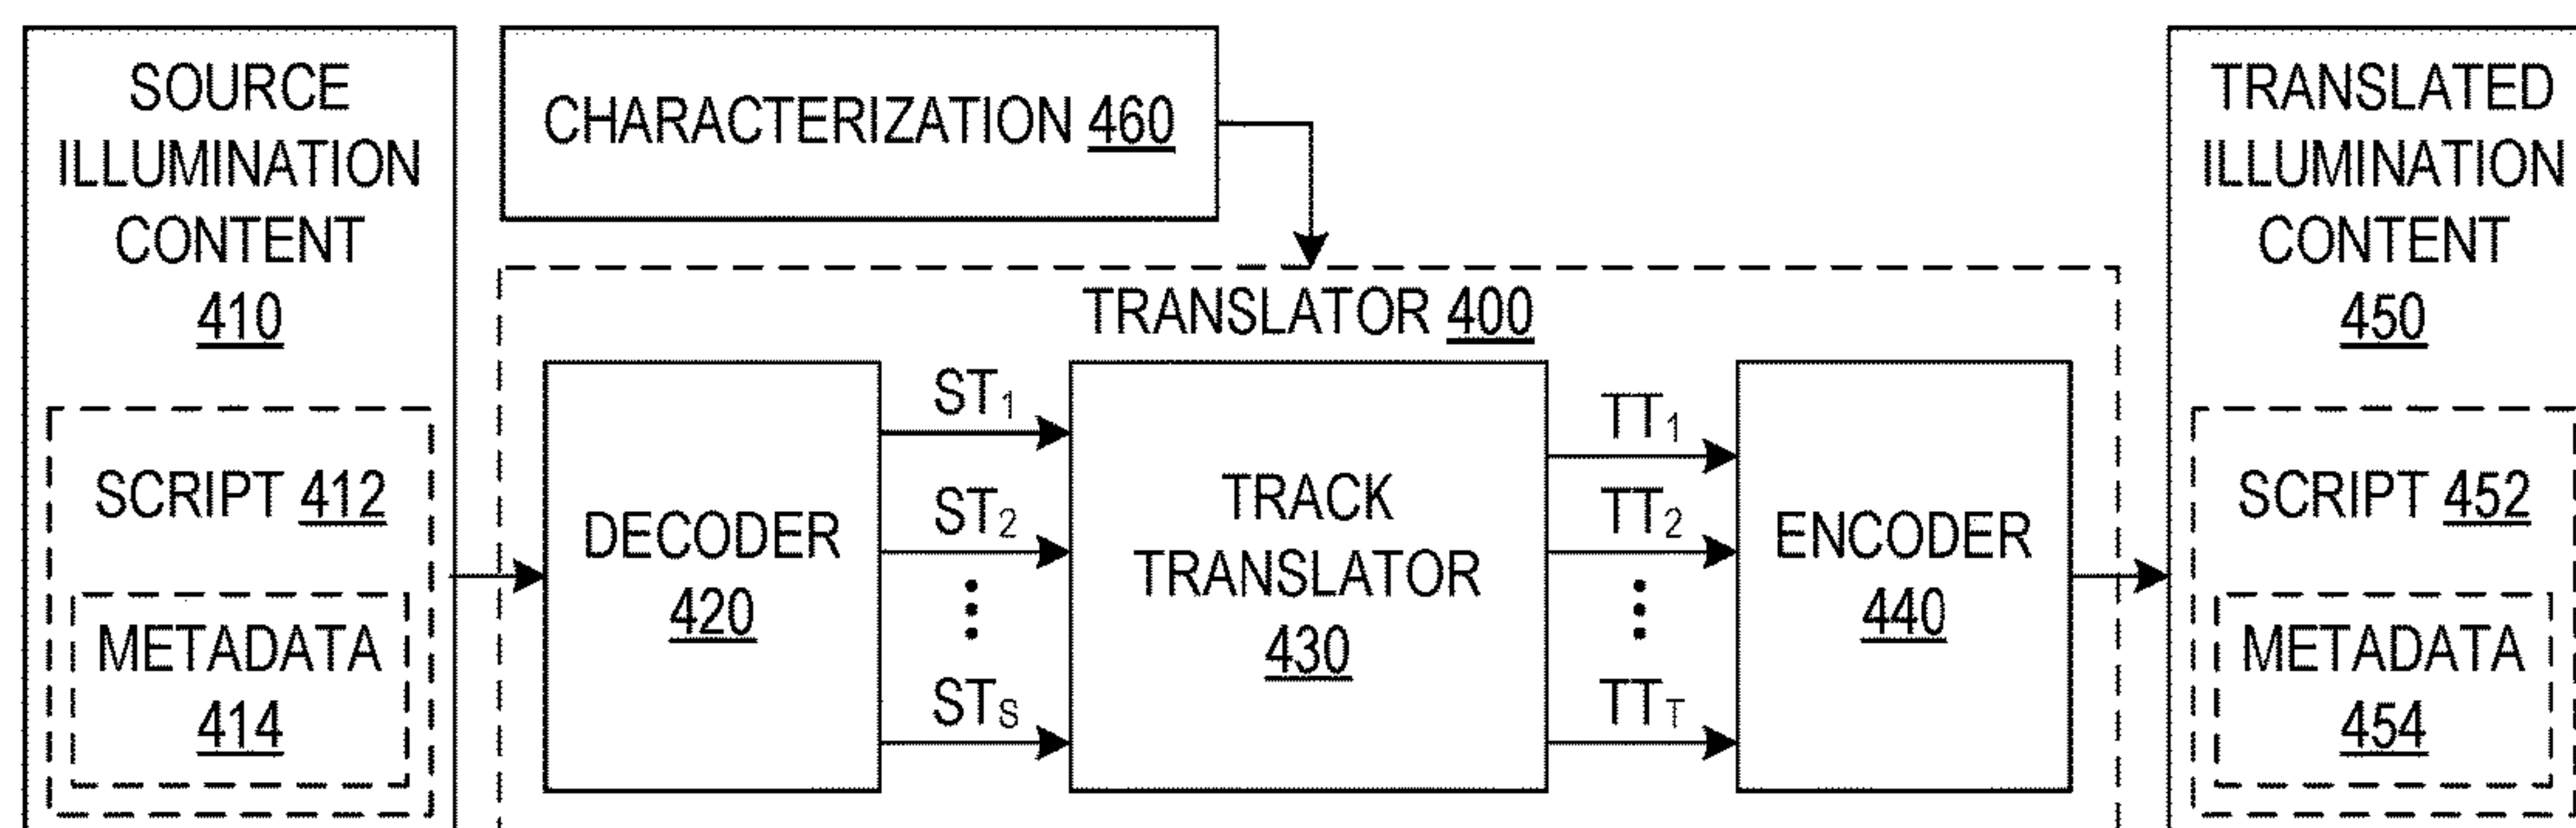 SOURCE
ILLUMINATION
CONTENT
410
SCRIPT 412
METADATA
414
CHARACTERIZATION 460
TRANSLATOR 400
DECODER
420
ST1
ST2
STS
TRACK
TRANSLATOR
430
TT1
TT2
TTT
ENCODER
440
TRANSLATED
ILLUMINATION
CONTENT
450
SCRIPT 452
METADATA
454